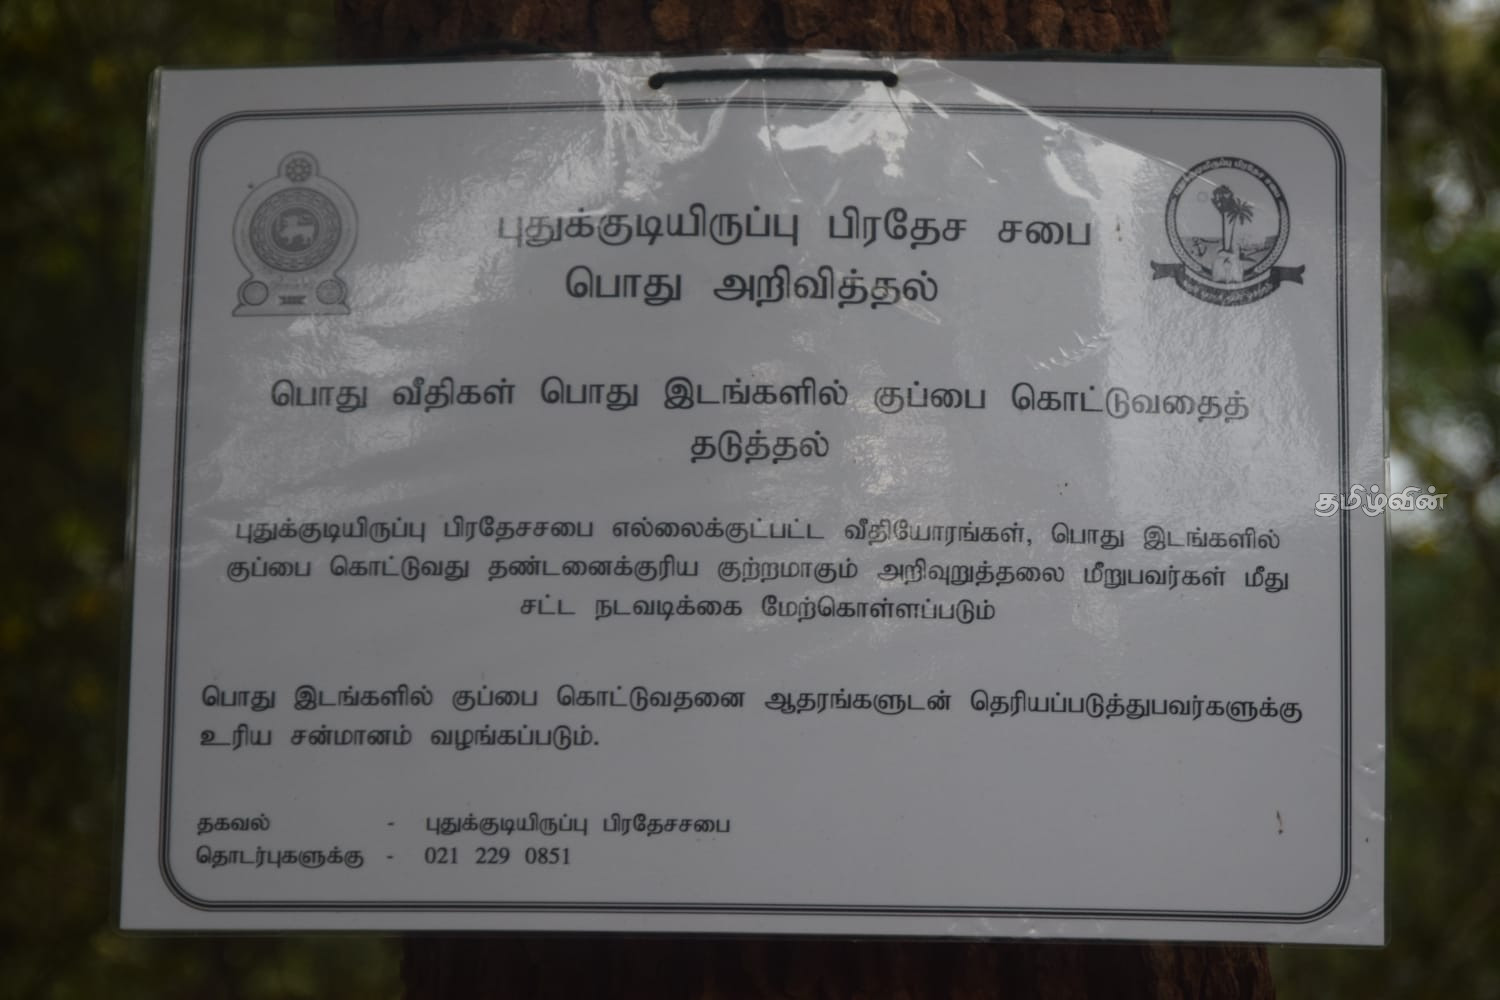 புதுக்குடியிருப்பு பிரதேச சபை
பொது அறிவித்தல்
பொது வீதிகள் பொது இடங்களில் குப்பை கொட்டுவதைத்
தடுத்தல்
புதுக்குடியிருப்பு பிரதேசசபை எல்லைக்குட்பட்ட வீதியோரங்கள், பொது இடங்களில்
குப்பை கொட்டுவது தண்டனைக்குரிய குற்றமாகும் அறிவுறுத்தலை மீறுபவர்கள் மீது
சட்ட நடவடிக்கை மேற்கொள்ளப்படும்
தமிழ்வின்
பொது இடங்களில் குப்பை கொட்டுவதனை ஆதரங்களுடன் தெரியப்படுத்துபவர்களுக்கு
உரிய சன்மானம் வழங்கப்படும்.
தகவல் - புதுக்குடியிருப்பு பிரதேசசபை
தொடர்புகளுக்கு - 021 229 0851